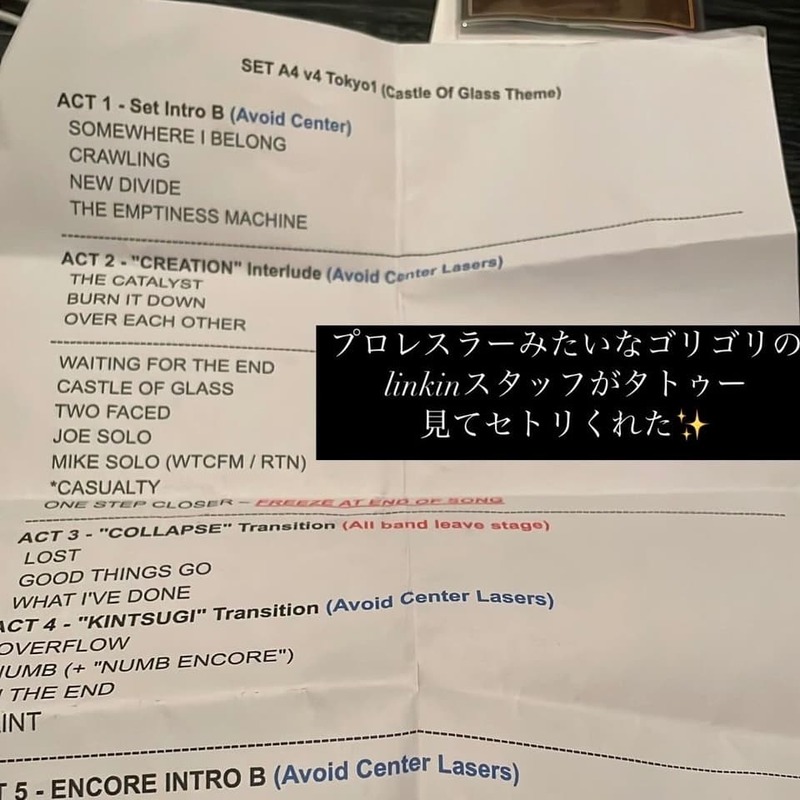 SET A4 v4 Tokyo1 (Castle Of Glass Theme)
ACT 1 - Set Intro B (Avoid Center)
SOMEWHERE I BELONG
CRAWLING
NEW DIVIDE
THE EMPTINESS MACHINE
ACT 2 - "CREATION" Interlude (Avoid Center Lasers)
THE CATALYST
BURN IT DOWN
OVER EACH OTHER
プロレスラーみたいなゴリゴリの
linkinスタッフがタトゥー
見てセトリくれた✨
WAITING FOR THE END
CASTLE OF GLASS
TWO FACED
JOE SOLO
MIKE SOLO (WTCFM / RTN)
*CASUALTY
ONE STEP CLOSER – FREEZE AT END OF SONG
ACT 3 - "COLLAPSE" Transition (All band leave stage)
LOST
GOOD THINGS GO
WHAT I'VE DONE
ACT 4 - "KINTSUGI" Transition (Avoid Center Lasers)
OVERFLOW
NUMB (+ "NUMB ENCORE")
THE END
INT
5 - ENCORE INTRO B (Avoid Center Lasers)